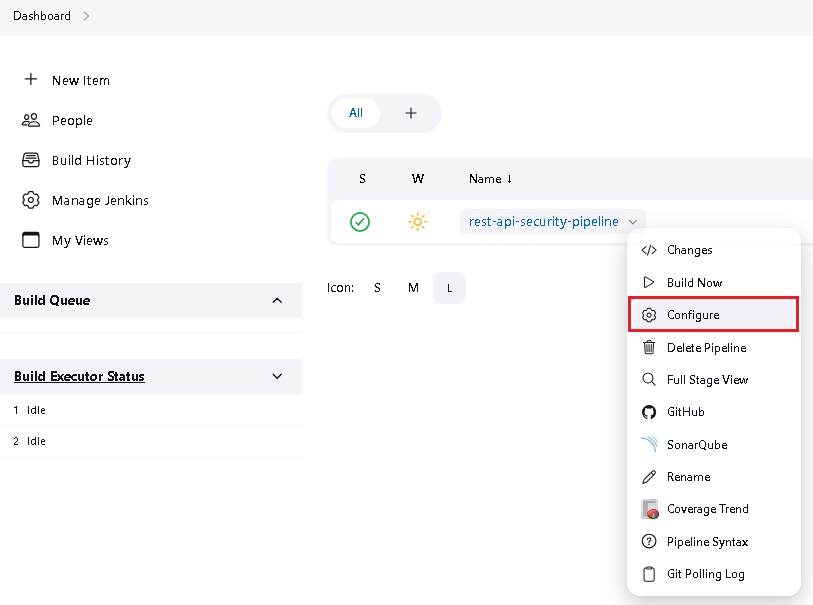 Dashboard
New Item
People
Build History
Manage Jenkins
My Views
Build Queue
Build Executor Status
1 Idle
2 Idle
All +
S W Name ↓
rest-api-security-pipeline
Icon: S M L
Changes
Build Now
Configure
Delete Pipeline
Full Stage View
GitHub
SonarQube
Rename
Coverage Trend
Pipeline Syntax
Git Polling Log